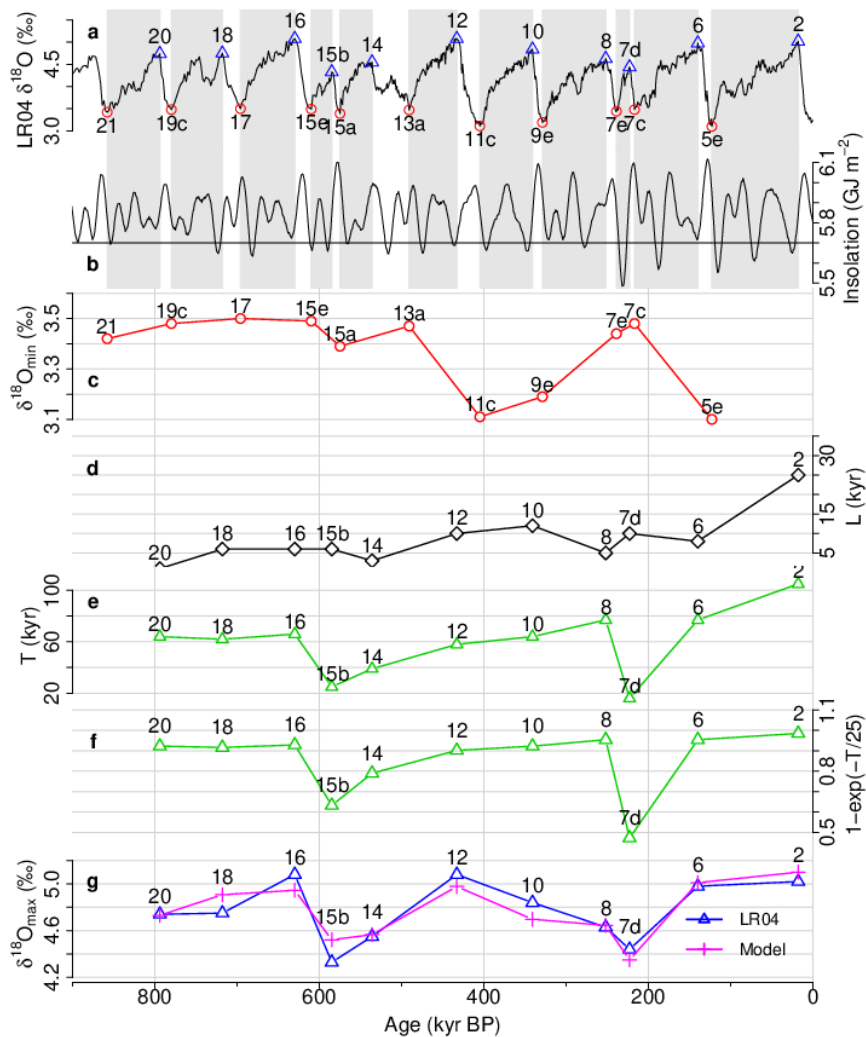 a
LR04 δ¹⁸O (‰)
4.5
3.0
20 18 16 15b 14 12 10 8 7d 6 2
21 19c 17 15e 15a 13a 11c 9e 7e 7c 5e
b
Insolation (GJ m⁻²)
6.1
5.8
5.5
c
δ¹⁸Omin (‰)
3.5
3.3
3.1
21 19c 17 15e 15a 13a 11c 9e 7e 7c 5e
d
L (kyr)
30
15
5
20 18 16 15b 14 12 10 8 7d 6 2
e
T (kyr)
100
60
20
20 18 16 15b 14 12 10 8 7d 6 2
f
1−exp(−T/25)
1.1
0.8
0.5
20 18 16 15b 14 12 10 8 7d 6 2
g
δ¹⁸Omax (‰)
5.0
4.6
4.2
20 18 16 15b 14 12 10 8 7d 6 2
LR04
Model
800 600 400 200 0
Age (kyr BP)